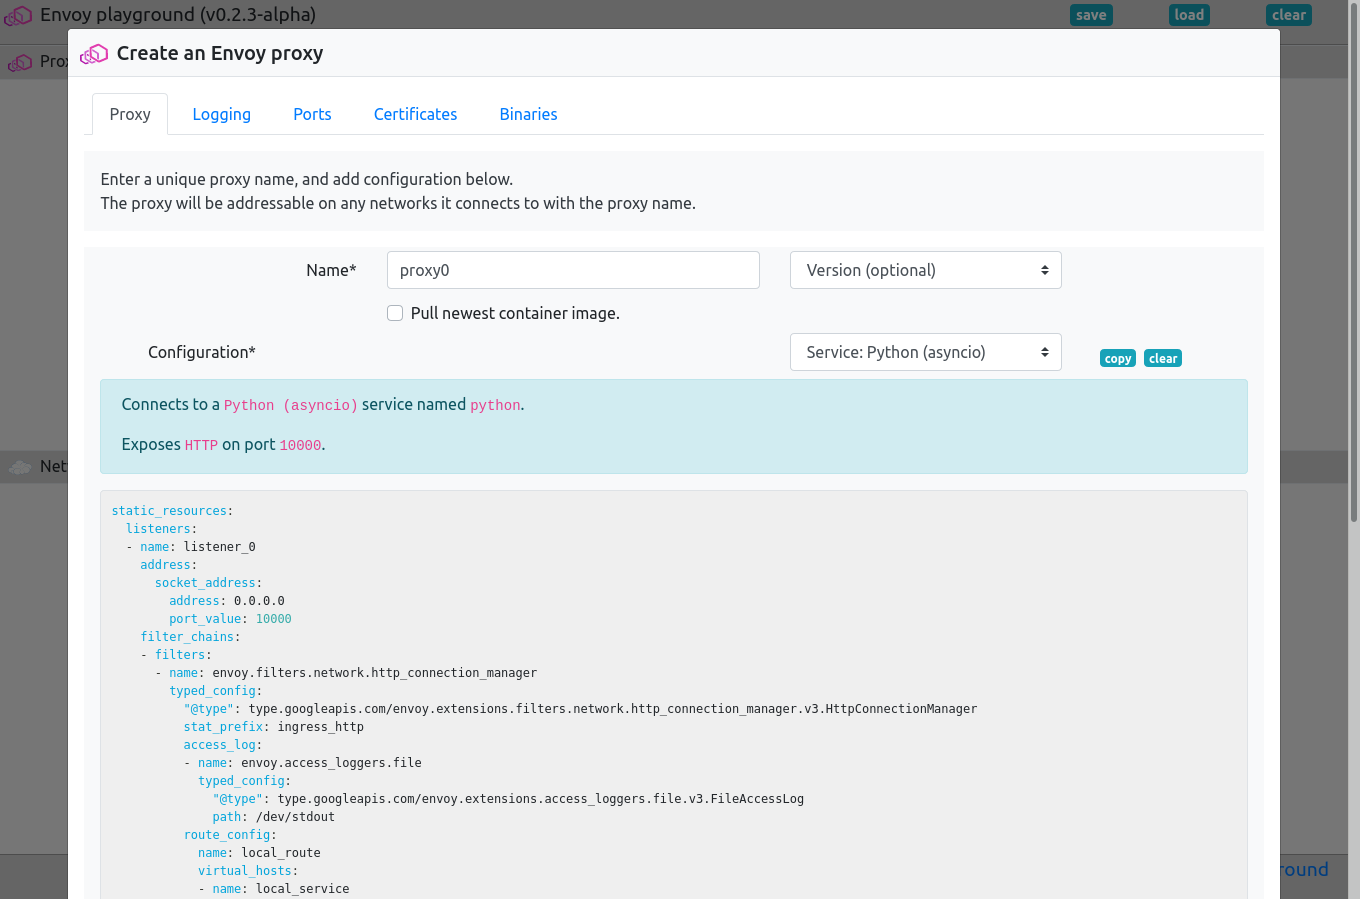 Envoy playground (v0.2.3-alpha)
save
load
clear
Create an Envoy proxy
Proxy
Logging
Ports
Certificates
Binaries
Enter a unique proxy name, and add configuration below.
The proxy will be addressable on any networks it connects to with the proxy name.
Name*
proxy0
Version (optional)
Pull newest container image.
Configuration*
Service: Python (asyncio)
copy
clear
Connects to a Python (asyncio) service named python.
Exposes HTTP on port 10000.
static_resources:
  listeners:
  - name: listener_0
    address:
      socket_address:
        address: 0.0.0.0
        port_value: 10000
    filter_chains:
    - filters:
      - name: envoy.filters.network.http_connection_manager
        typed_config:
          "@type": type.googleapis.com/envoy.extensions.filters.network.http_connection_manager.v3.HttpConnectionManager
          stat_prefix: ingress_http
          access_log:
          - name: envoy.access_loggers.file
            typed_config:
              "@type": type.googleapis.com/envoy.extensions.access_loggers.file.v3.FileAccessLog
              path: /dev/stdout
          route_config:
            name: local_route
            virtual_hosts:
            - name: local_service